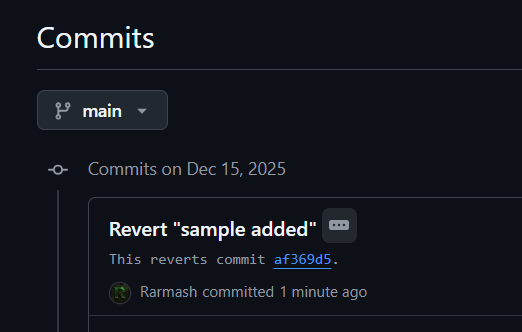 Commits
main
Commits on Dec 15, 2025
Revert "sample added"
This reverts commit af369d5.
Rarmash committed 1 minute ago